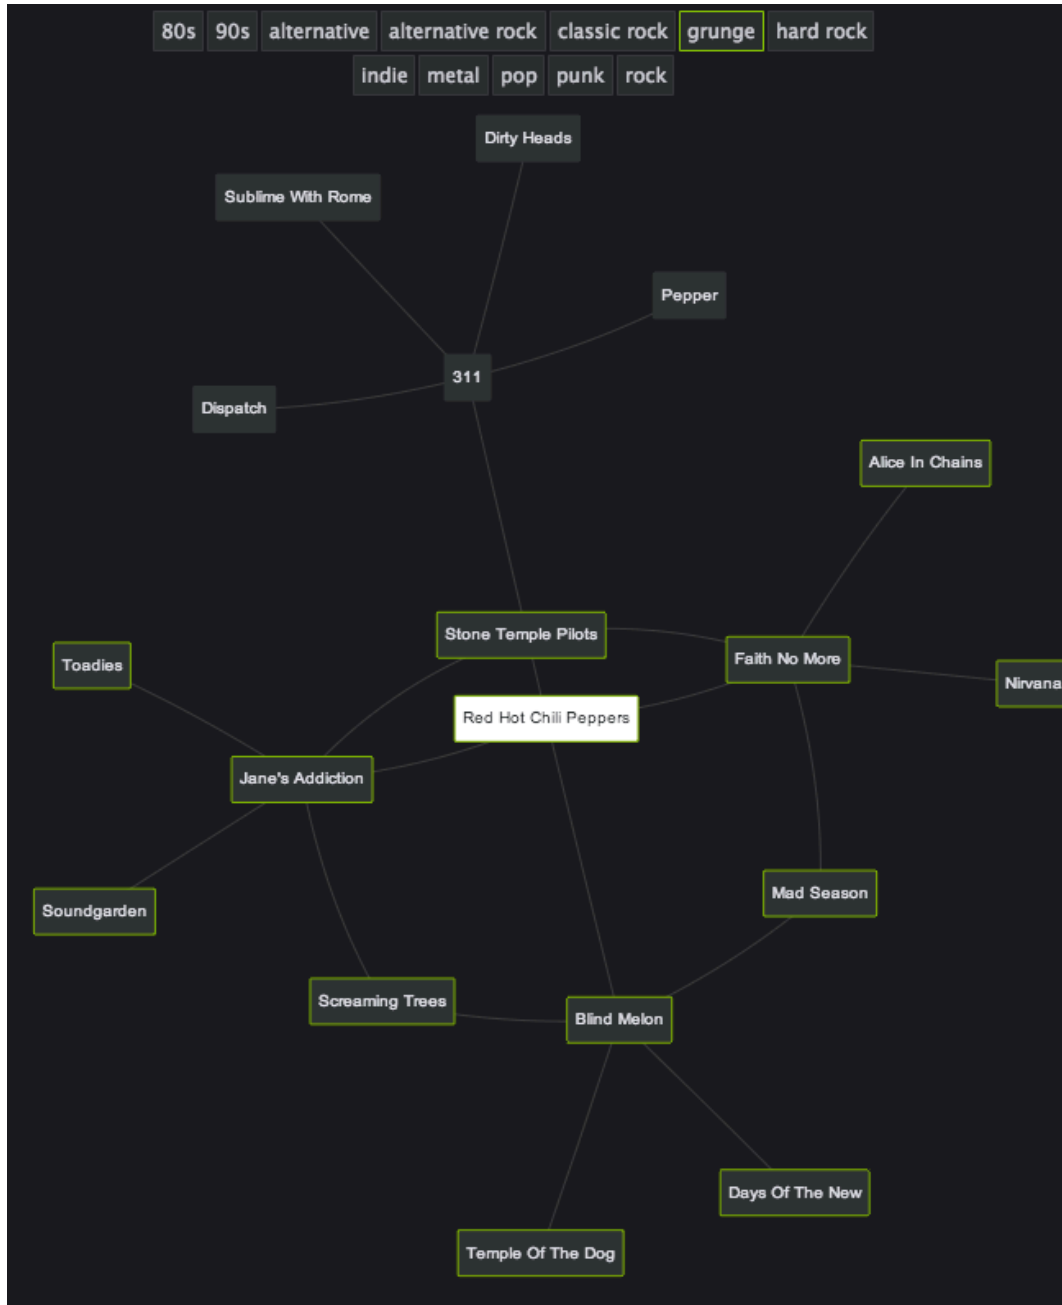 80s 90s alternative alternative rock classic rock grunge hard rock
indie metal pop punk rock
Dirty Heads
Sublime With Rome
Pepper
311
Dispatch
Alice In Chains
Stone Temple Pilots
Faith No More
Toadies
Nirvana
Red Hot Chili Peppers
Jane's Addiction
Mad Season
Soundgarden
Screaming Trees
Blind Melon
Days Of The New
Temple Of The Dog